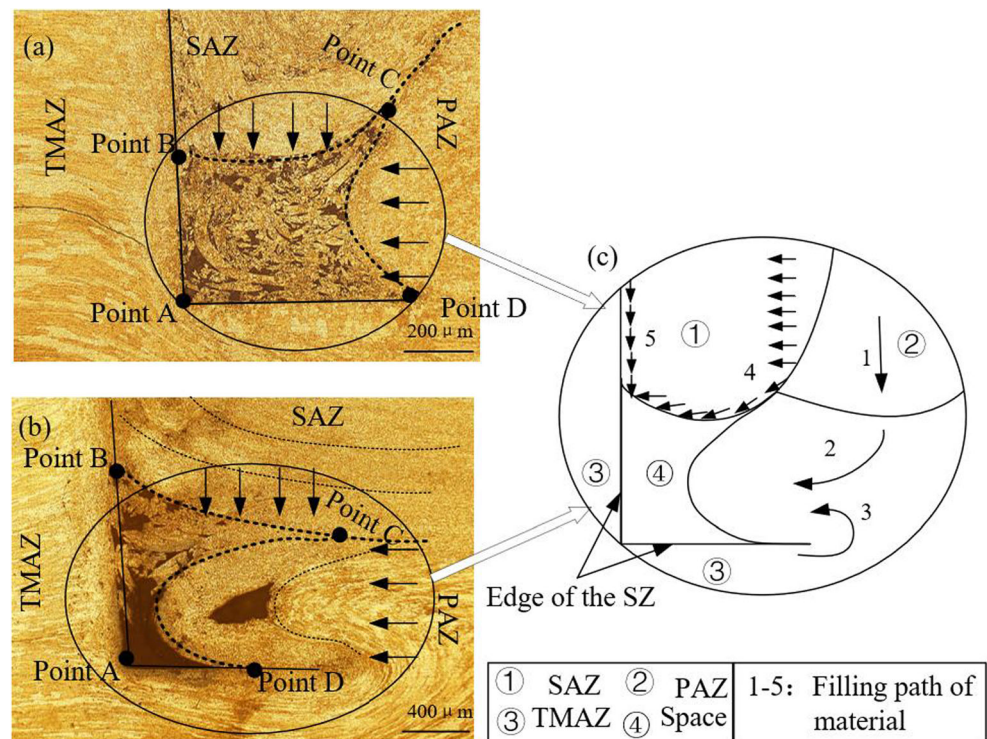 (a)
SAZ
Point C
TMAZ
PAZ
Point B
Point A
Point D
200 μm
(b)
SAZ
Point B
Point C
TMAZ
PAZ
Point A
Point D
400 μm
(c)
5
①
1
②
4
2
③
④
3
③
Edge of the SZ
① SAZ ② PAZ
③ TMAZ ④ Space
1-5: Filling path of
material